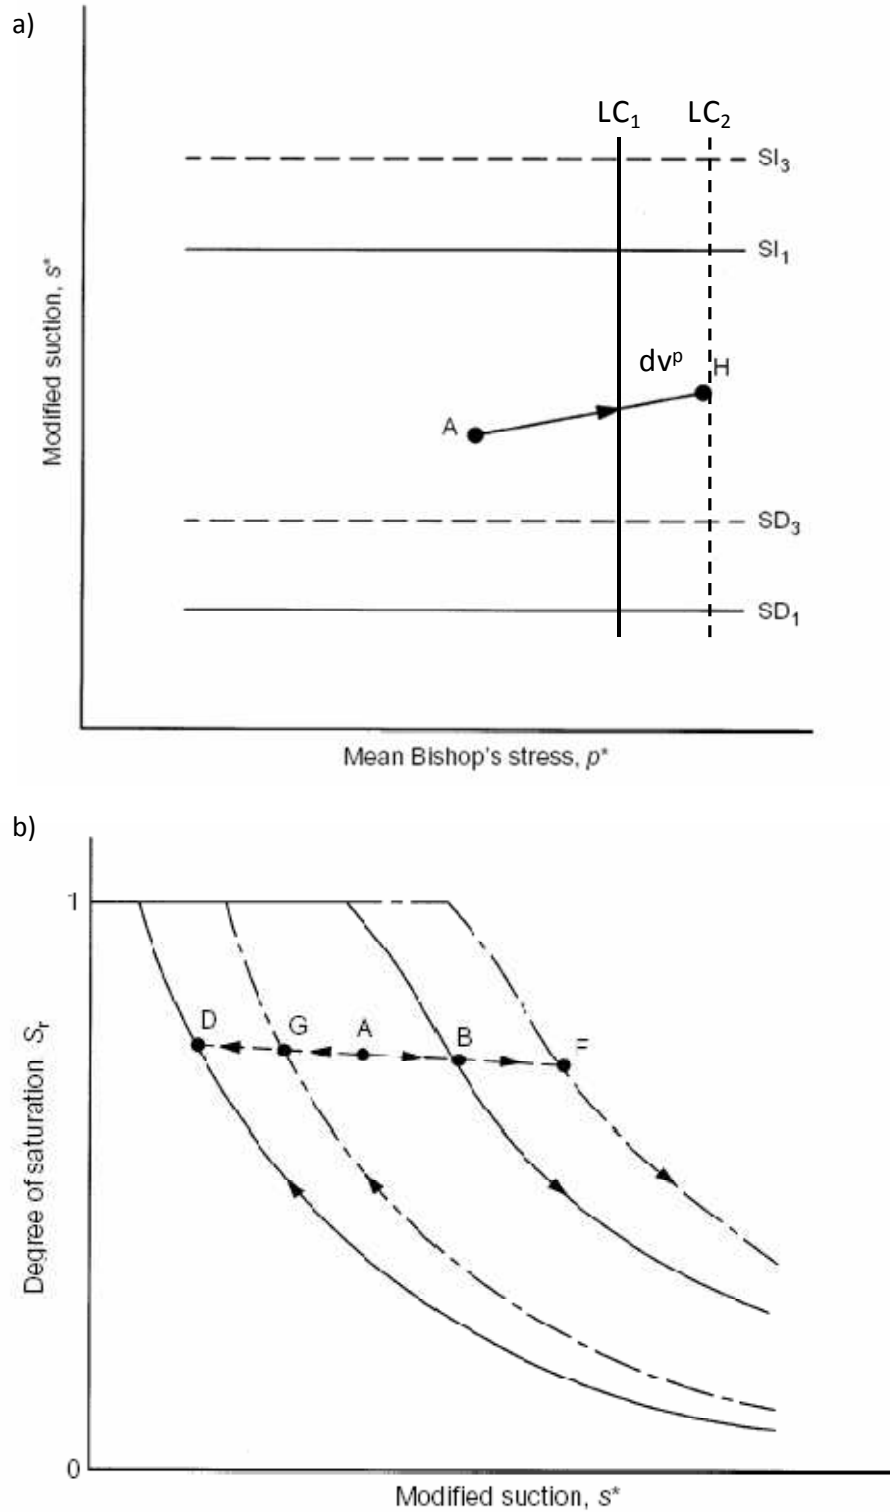 a)
LC₁ LC₂
SI₃
SI₁
dvᵖ
H
A
SD₃
SD₁
Modified suction, s*
Mean Bishop's stress, p*
b)
1
D G A B F
Degree of saturation Sᵣ
0
Modified suction, s*